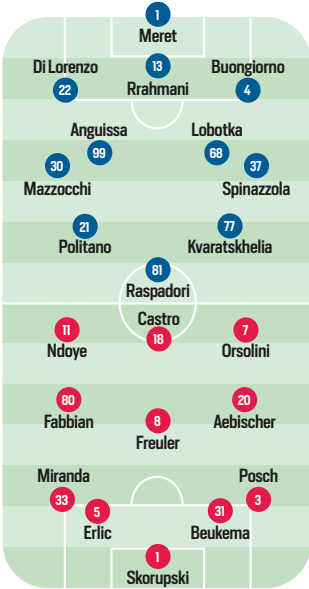 1
Meret
Di Lorenzo 13 Buongiorno
22 Rrahmani 4
Anguissa Lobotka
99 68
30 37
Mazzocchi Spinazzola
21 77
Politano Kvaratskhelia
81
Raspadori
Castro
11 18 7
Ndoye Orsolini
80 20
Fabbian 8 Aebischer
Freuler
Miranda Posch
33 5 31 3
Erlic Beukema
1
Skorupski